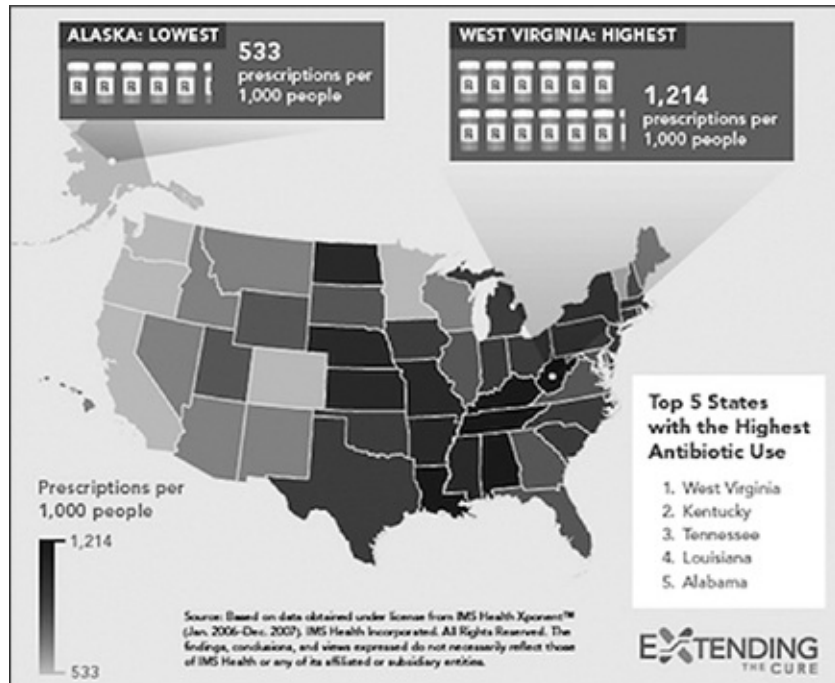 ALASKA: LOWEST
533
prescriptions per
1,000 people
WEST VIRGINIA: HIGHEST
1,214
prescriptions per
1,000 people
Top 5 States
with the Highest
Antibiotic Use
1. West Virginia
2. Kentucky
3. Tennessee
4. Louisiana
5. Alabama
Prescriptions per
1,000 people
1,214
533
Source: Based on data obtained under license from IMS Health Xponent™
(Jan. 2006–Dec. 2007). IMS Health Incorporated. All Rights Reserved. The
findings, conclusions, and views expressed do not necessarily reflect those
of IMS Health or any of its affiliated or subsidiary entities.
EXTENDING
THE CURE